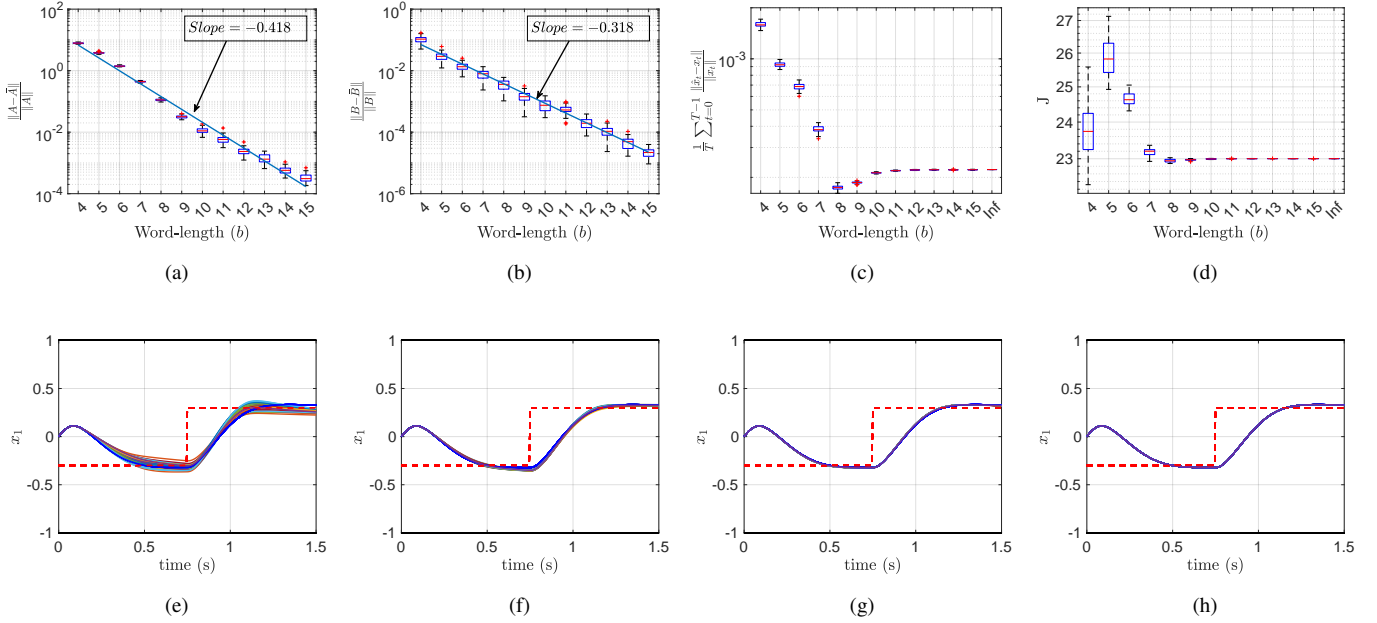 10^2
10^0
10^{-2}
10^{-4}
\frac{\|A-\bar{A}\|}{\|A\|}
Slope = −0.418
4 5 6 7 8 9 10 11 12 13 14 15
Word-length (b)
(a)
10^0
10^{-2}
10^{-4}
10^{-6}
\frac{\|B-\bar{B}\|}{\|B\|}
Slope = −0.318
4 5 6 7 8 9 10 11 12 13 14 15
Word-length (b)
(b)
10^{-3}
\frac{1}{T} \sum_{t=0}^{T-1} \frac{\|\hat{x}_t - x_t\|}{\|x_t\|}
4 5 6 7 8 9 10 11 12 13 14 15 Inf
Word-length (b)
(c)
27
26
25
24
23
J
4 5 6 7 8 9 10 11 12 13 14 15 Inf
Word-length (b)
(d)
1
0.5
0
-0.5
-1
x_1
0 0.5 1 1.5
time (s)
(e)
1
0.5
0
-0.5
-1
x_1
0 0.5 1 1.5
time (s)
(f)
1
0.5
0
-0.5
-1
x_1
0 0.5 1 1.5
time (s)
(g)
1
0.5
0
-0.5
-1
x_1
0 0.5 1 1.5
time (s)
(h)